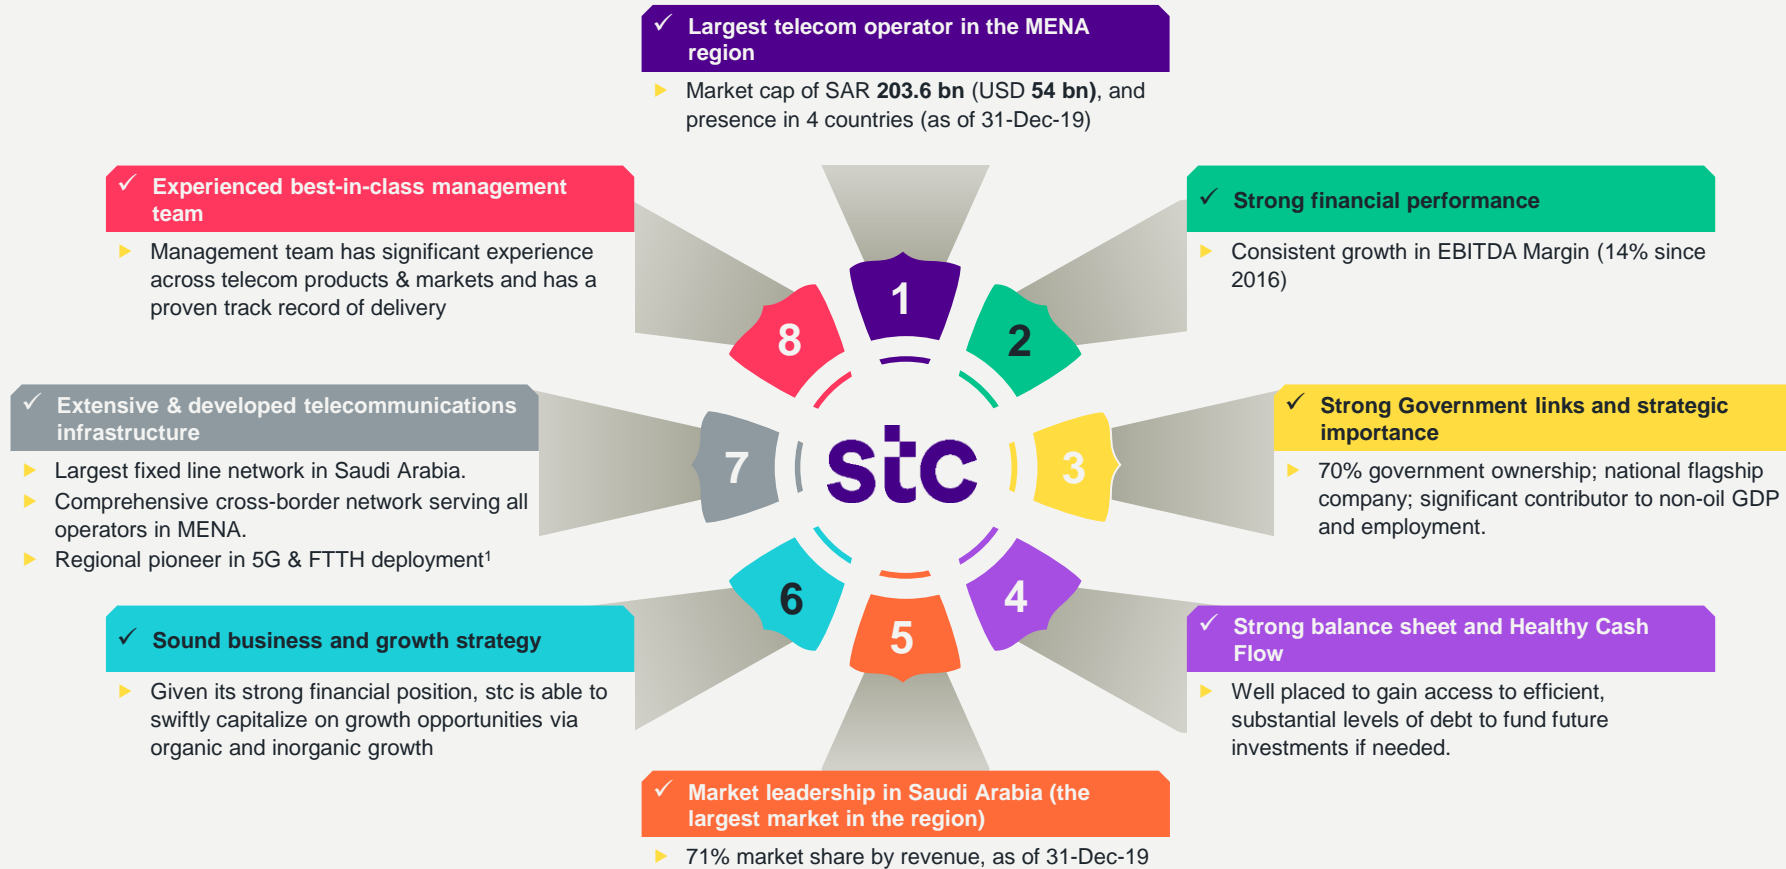 ✓ Largest telecom operator in the MENA
region
Market cap of SAR 203.6 bn (USD 54 bn), and
presence in 4 countries (as of 31-Dec-19)
✓ Strong financial performance
Consistent growth in EBITDA Margin (14% since
2016)
✓ Strong Government links and strategic
importance
70% government ownership; national flagship
company; significant contributor to non-oil GDP
and employment.
✓ Strong balance sheet and Healthy Cash
Flow
Well placed to gain access to efficient,
substantial levels of debt to fund future
investments if needed.
✓ Market leadership in Saudi Arabia (the
largest market in the region)
71% market share by revenue, as of 31-Dec-19
✓ Sound business and growth strategy
Given its strong financial position, stc is able to
swiftly capitalize on growth opportunities via
organic and inorganic growth
✓ Extensive & developed telecommunications
infrastructure
Largest fixed line network in Saudi Arabia.
Comprehensive cross-border network serving all
operators in MENA.
Regional pioneer in 5G & FTTH deployment¹
✓ Experienced best-in-class management
team
Management team has significant experience
across telecom products & markets and has a
proven track record of delivery
1
2
3
4
5
6
7
8
stc